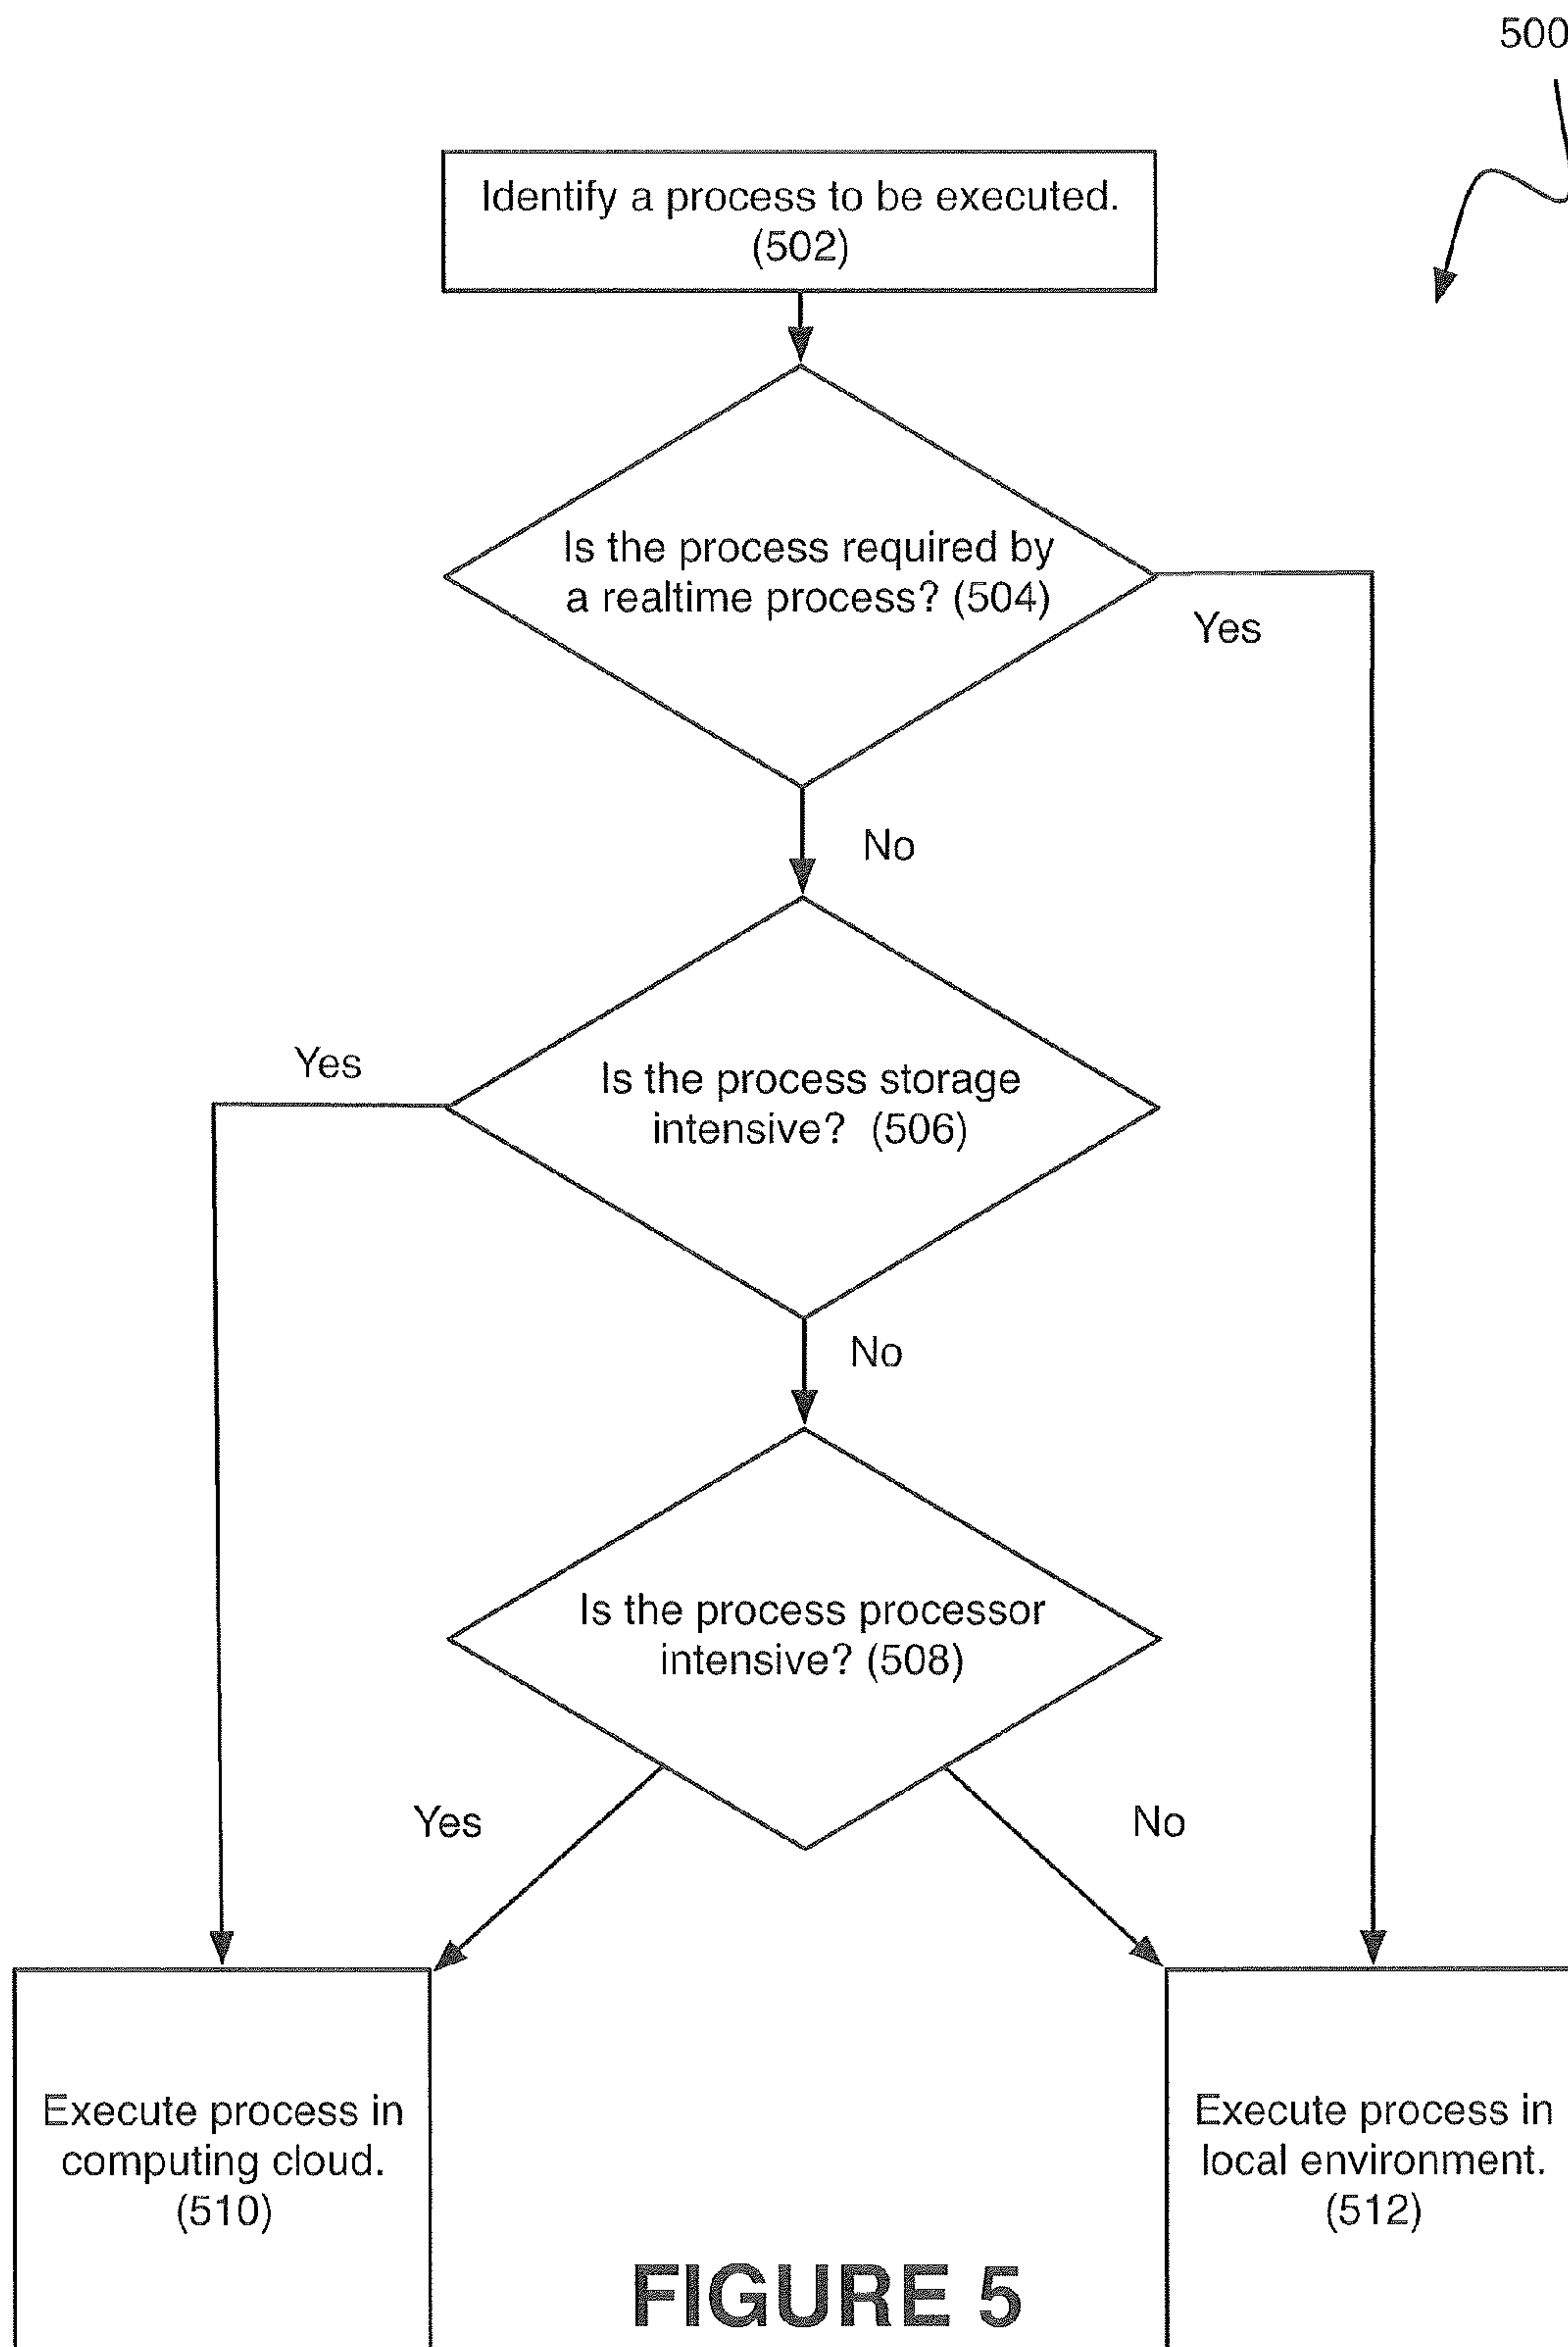 500
Identify a process to be executed.
(502)
Is the process required by
a realtime process? (504)
Yes
No
Yes
Is the process storage
intensive? (506)
No
Is the process processor
intensive? (508)
Yes
No
Execute process in
computing cloud.
(510)
Execute process in
local environment.
(512)
FIGURE 5